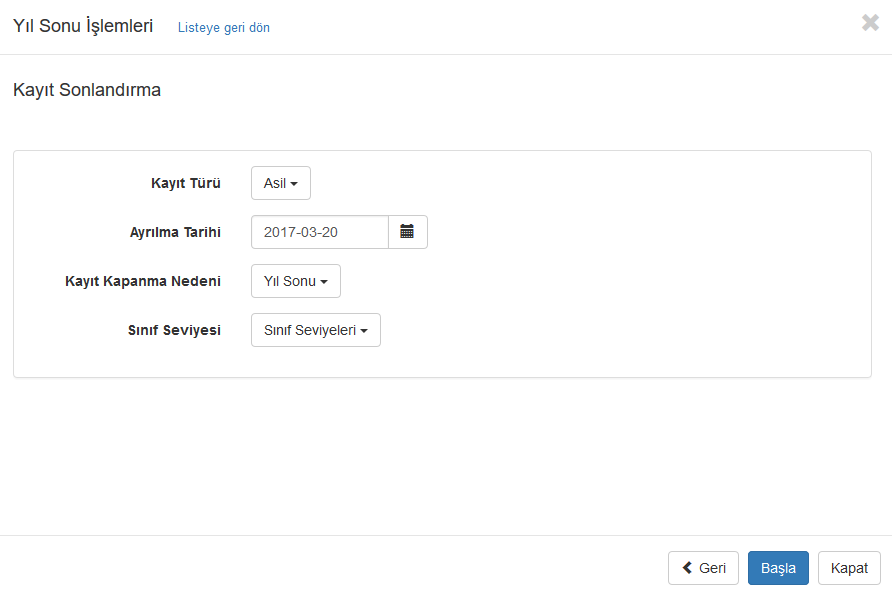 Yıl Sonu İşlemleri Listeye geri dön
Kayıt Sonlandırma
Kayıt Türü Asil
Ayrılma Tarihi 2017-03-20
Kayıt Kapanma Nedeni Yıl Sonu
Sınıf Seviyesi Sınıf Seviyeleri
Geri Başla Kapat